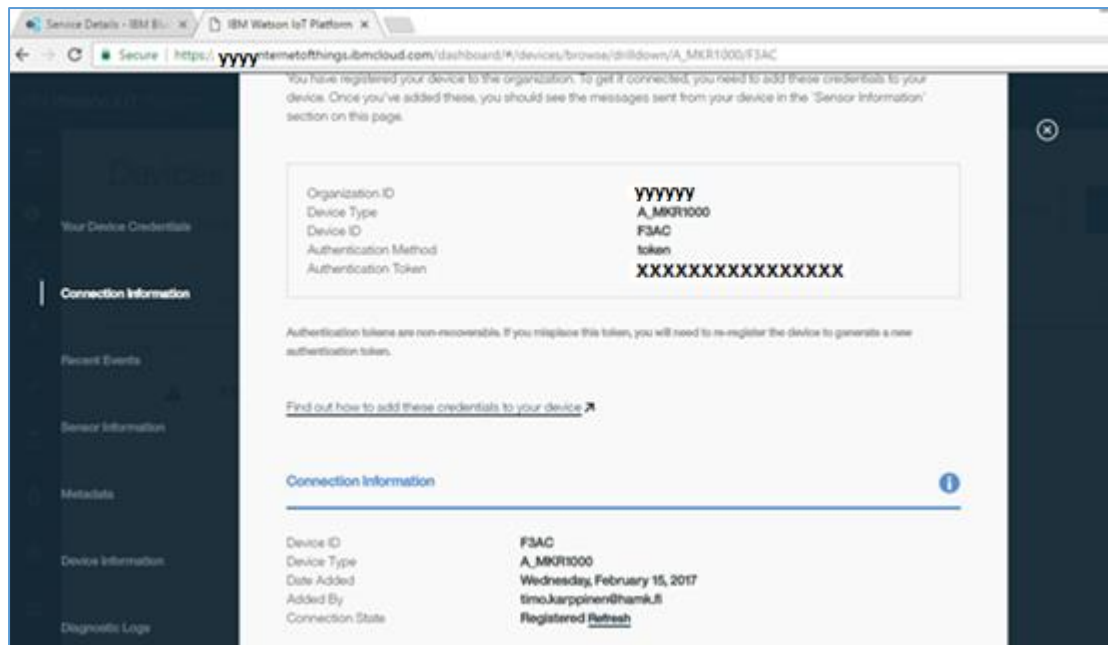 Service Details - IBM Bl
IBM Watson IoT Platform
Secure | https:/ yyyy nternetofthings.ibmcloud.com/dashboard/#/devices/browse/drilldown/A_MKR1000/F3AC
You have registered your device to the organization. To get it connected, you need to add these credentials to your
device. Once you've added these, you should see the messages sent from your device in the 'Sensor Information'
section on this page.
Devices
Organization ID yyyyyy
Device Type A_MKR1000
Device ID F3AC
Authentication Method token
Authentication Token XXXXXXXXXXXXXXXX
Your Device Credentials
Connection Information
Recent Events
Sensor Information
Metadata
Device Information
Diagnostic Logs
Authentication tokens are non-recoverable. If you misplace this token, you will need to re-register the device to generate a new
authentication token.
Find out how to add these credentials to your device
Connection Information
Device ID F3AC
Device Type A_MKR1000
Date Added Wednesday, February 15, 2017
Added By timo.karppinen@hamk.fi
Connection State Registered Refresh